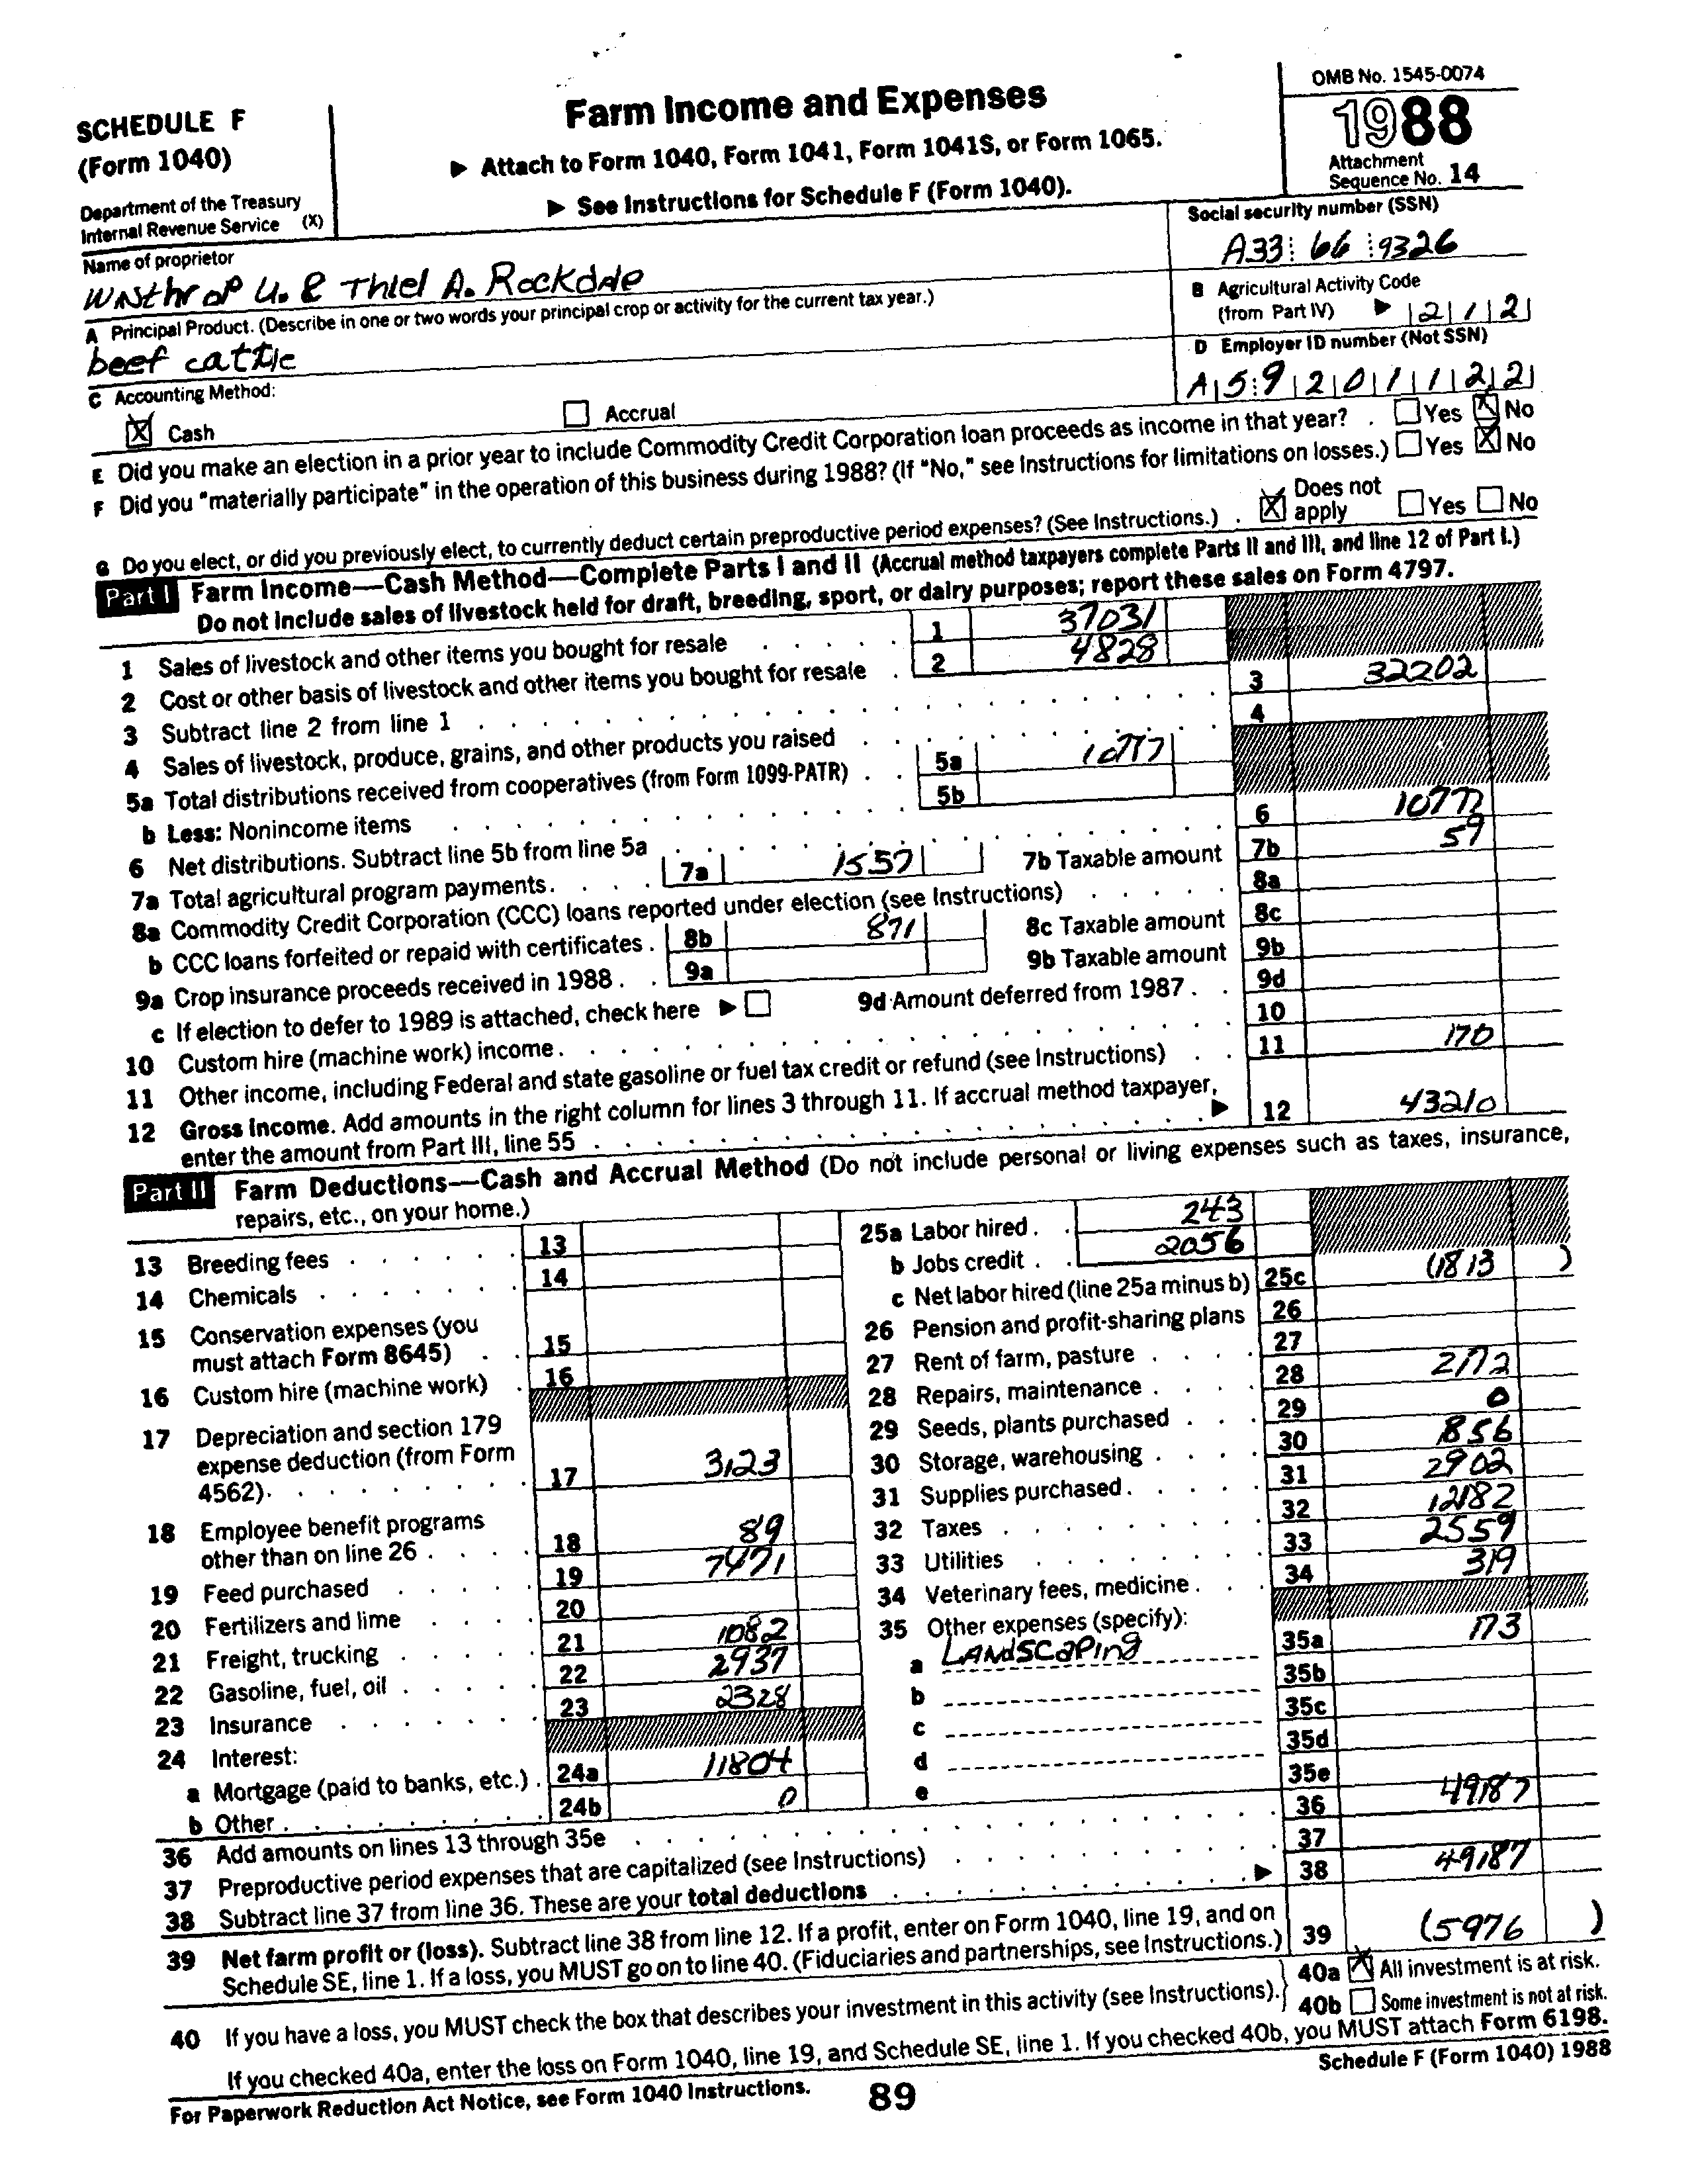 SCHEDULE F
(Form 1040)
Department of the Treasury
Internal Revenue Service (X)
Farm Income and Expenses
▶ Attach to Form 1040, Form 1041, Form 1041S, or Form 1065.
▶ See Instructions for Schedule F (Form 1040).
OMB No. 1545-0074
1988
Attachment
Sequence No. 14
Name of proprietor
Winthrop U. & Thiel A. Rockdale
Social security number (SSN)
A33 66 9326
A Principal Product. (Describe in one or two words your principal crop or activity for the current tax year.)
beef cattle
B Agricultural Activity Code
(from Part IV) ▶ 2 1 2
C Accounting Method:
D Employer ID number (Not SSN)
A 5 9 2 0 1 1 2 2
X Cash Accrual
E Did you make an election in a prior year to include Commodity Credit Corporation loan proceeds as income in that year? . Yes X No
F Did you "materially participate" in the operation of this business during 1988? (If "No," see Instructions for limitations on losses.) Yes X No
G Do you elect, or did you previously elect, to currently deduct certain preproductive period expenses? (See Instructions.) . X Does not apply Yes No
Part I Farm Income—Cash Method—Complete Parts I and II (Accrual method taxpayers complete Parts II and III, and line 12 of Part I.)
Do not include sales of livestock held for draft, breeding, sport, or dairy purposes; report these sales on Form 4797.
1 Sales of livestock and other items you bought for resale 1 37031
2 Cost or other basis of livestock and other items you bought for resale 2 4828
3 Subtract line 2 from line 1 3 32202
4 Sales of livestock, produce, grains, and other products you raised 4
5a Total distributions received from cooperatives (from Form 1099-PATR) 5a 10777
b Less: Nonincome items 5b
6 Net distributions. Subtract line 5b from line 5a 6 10777
7a Total agricultural program payments. 7a 1557 7b Taxable amount 7b 59
8a Commodity Credit Corporation (CCC) loans reported under election (see Instructions) 8a
b CCC loans forfeited or repaid with certificates . 8b 871 8c Taxable amount 8c
9a Crop insurance proceeds received in 1988 . 9a 9b Taxable amount 9b
c If election to defer to 1989 is attached, check here ▶ 9d Amount deferred from 1987 . 9d
10 Custom hire (machine work) income . 10
11 Other income, including Federal and state gasoline or fuel tax credit or refund (see Instructions) 11 170
12 Gross Income. Add amounts in the right column for lines 3 through 11. If accrual method taxpayer,
enter the amount from Part III, line 55 ▶ 12 43210
Part II Farm Deductions—Cash and Accrual Method (Do not include personal or living expenses such as taxes, insurance,
repairs, etc., on your home.)
13 Breeding fees 13
14 Chemicals 14
15 Conservation expenses (you
must attach Form 8645) 15
16 Custom hire (machine work) 16
17 Depreciation and section 179
expense deduction (from Form
4562) 17 3123
18 Employee benefit programs
other than on line 26 18 89
19 Feed purchased 19 7471
20 Fertilizers and lime 20
21 Freight, trucking 21 1082
22 Gasoline, fuel, oil 22 2937
23 Insurance 23 2328
24 Interest:
a Mortgage (paid to banks, etc.) . 24a 11804
b Other 24b 0
25a Labor hired . 243
b Jobs credit . 2056
c Net labor hired (line 25a minus b) 25c (1813 )
26 Pension and profit-sharing plans 26
27 Rent of farm, pasture 27
28 Repairs, maintenance 28 2172
29 Seeds, plants purchased 29 0
30 Storage, warehousing 30 856
31 Supplies purchased 31 2902
32 Taxes 32 12182
33 Utilities 33 2559
34 Veterinary fees, medicine 34 319
35 Other expenses (specify):
a Landscaping 35a 173
b 35b
c 35c
d 35d
e 35e
36 Add amounts on lines 13 through 35e 36 49187
37 Preproductive period expenses that are capitalized (see Instructions) 37
38 Subtract line 37 from line 36. These are your total deductions ▶ 38 49187
39 Net farm profit or (loss). Subtract line 38 from line 12. If a profit, enter on Form 1040, line 19, and on
Schedule SE, line 1. If a loss, you MUST go on to line 40. (Fiduciaries and partnerships, see Instructions.) 39 (5976 )
40 If you have a loss, you MUST check the box that describes your investment in this activity (see Instructions).
40a X All investment is at risk.
40b Some investment is not at risk.
If you checked 40a, enter the loss on Form 1040, line 19, and Schedule SE, line 1. If you checked 40b, you MUST attach Form 6198.
For Paperwork Reduction Act Notice, see Form 1040 Instructions.
89
Schedule F (Form 1040) 1988